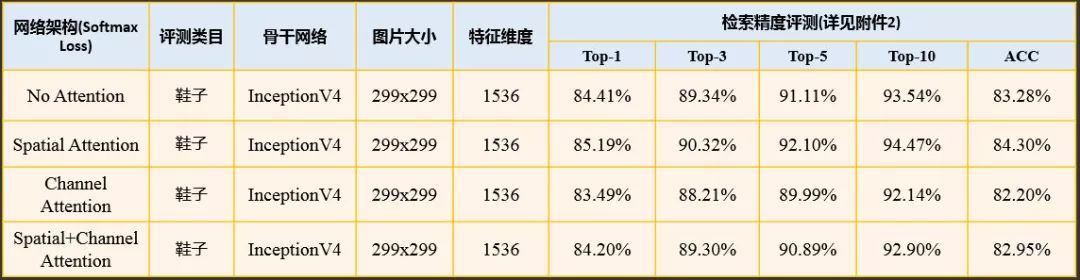 网络架构(Softmax Loss) 评测类目 骨干网络 图片大小 特征维度 检索精度评测(详见附件2)
Top-1 Top-3 Top-5 Top-10 ACC
No Attention 鞋子 InceptionV4 299x299 1536 84.41% 89.34% 91.11% 93.54% 83.28%
Spatial Attention 鞋子 InceptionV4 299x299 1536 85.19% 90.32% 92.10% 94.47% 84.30%
Channel Attention 鞋子 InceptionV4 299x299 1536 83.49% 88.21% 89.99% 92.14% 82.20%
Spatial+Channel Attention 鞋子 InceptionV4 299x299 1536 84.20% 89.30% 90.89% 92.90% 82.95%